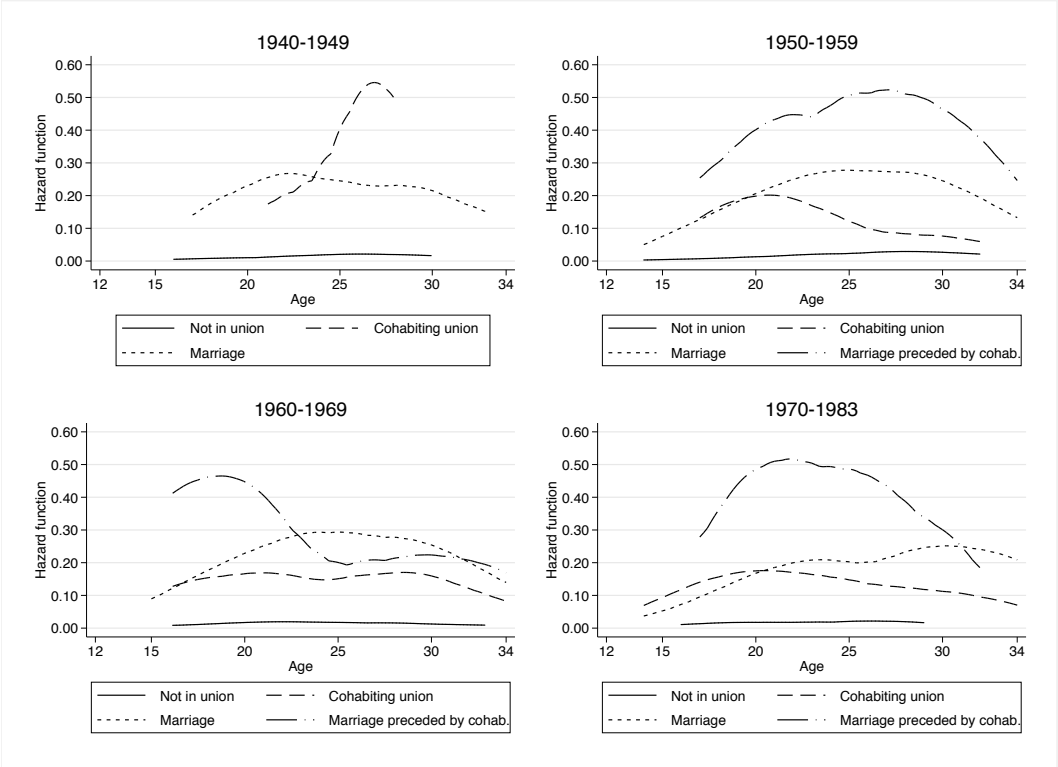 1940-1949
0.60
0.50
0.40
0.30
0.20
0.10
0.00
Hazard function
12 15 20 25 30 34
Age
Not in union Cohabiting union
Marriage
1950-1959
0.60
0.50
0.40
0.30
0.20
0.10
0.00
Hazard function
12 15 20 25 30 34
Age
Not in union Cohabiting union
Marriage Marriage preceded by cohab.
1960-1969
0.60
0.50
0.40
0.30
0.20
0.10
0.00
Hazard function
12 15 20 25 30 34
Age
Not in union Cohabiting union
Marriage Marriage preceded by cohab.
1970-1983
0.60
0.50
0.40
0.30
0.20
0.10
0.00
Hazard function
12 15 20 25 30 34
Age
Not in union Cohabiting union
Marriage Marriage preceded by cohab.